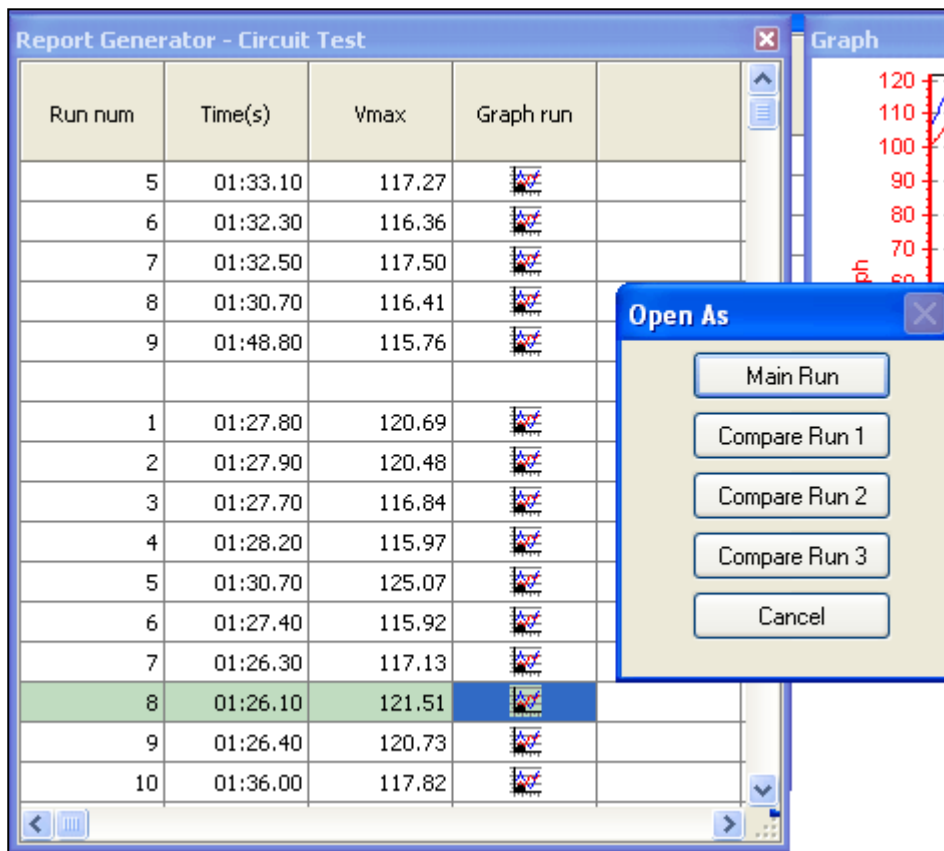 Report Generator - Circuit Test
Run num Time(s) Vmax Graph run
5 01:33.10 117.27
6 01:32.30 116.36
7 01:32.50 117.50
8 01:30.70 116.41
9 01:48.80 115.76
1 01:27.80 120.69
2 01:27.90 120.48
3 01:27.70 116.84
4 01:28.20 115.97
5 01:30.70 125.07
6 01:27.40 115.92
7 01:26.30 117.13
8 01:26.10 121.51
9 01:26.40 120.73
10 01:36.00 117.82
Graph
120
110
100
90
80
70
60
Open As
Main Run
Compare Run 1
Compare Run 2
Compare Run 3
Cancel